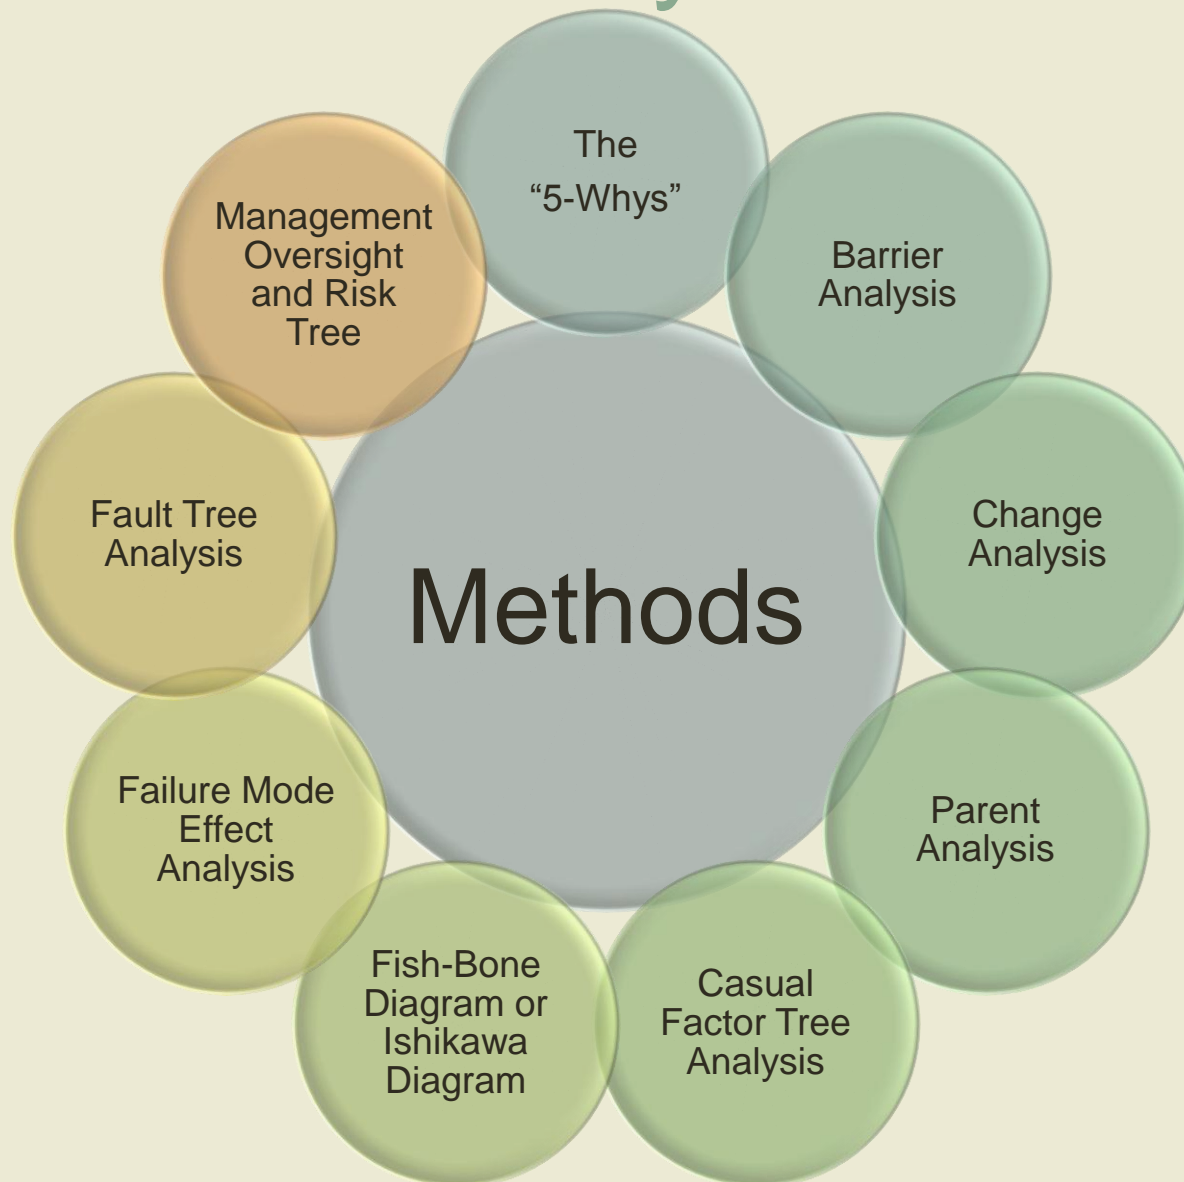 The
“5-Whys”
Barrier
Analysis
Change
Analysis
Parent
Analysis
Casual
Factor Tree
Analysis
Fish-Bone
Diagram or
Ishikawa
Diagram
Failure Mode
Effect
Analysis
Fault Tree
Analysis
Management
Oversight
and Risk
Tree
Methods